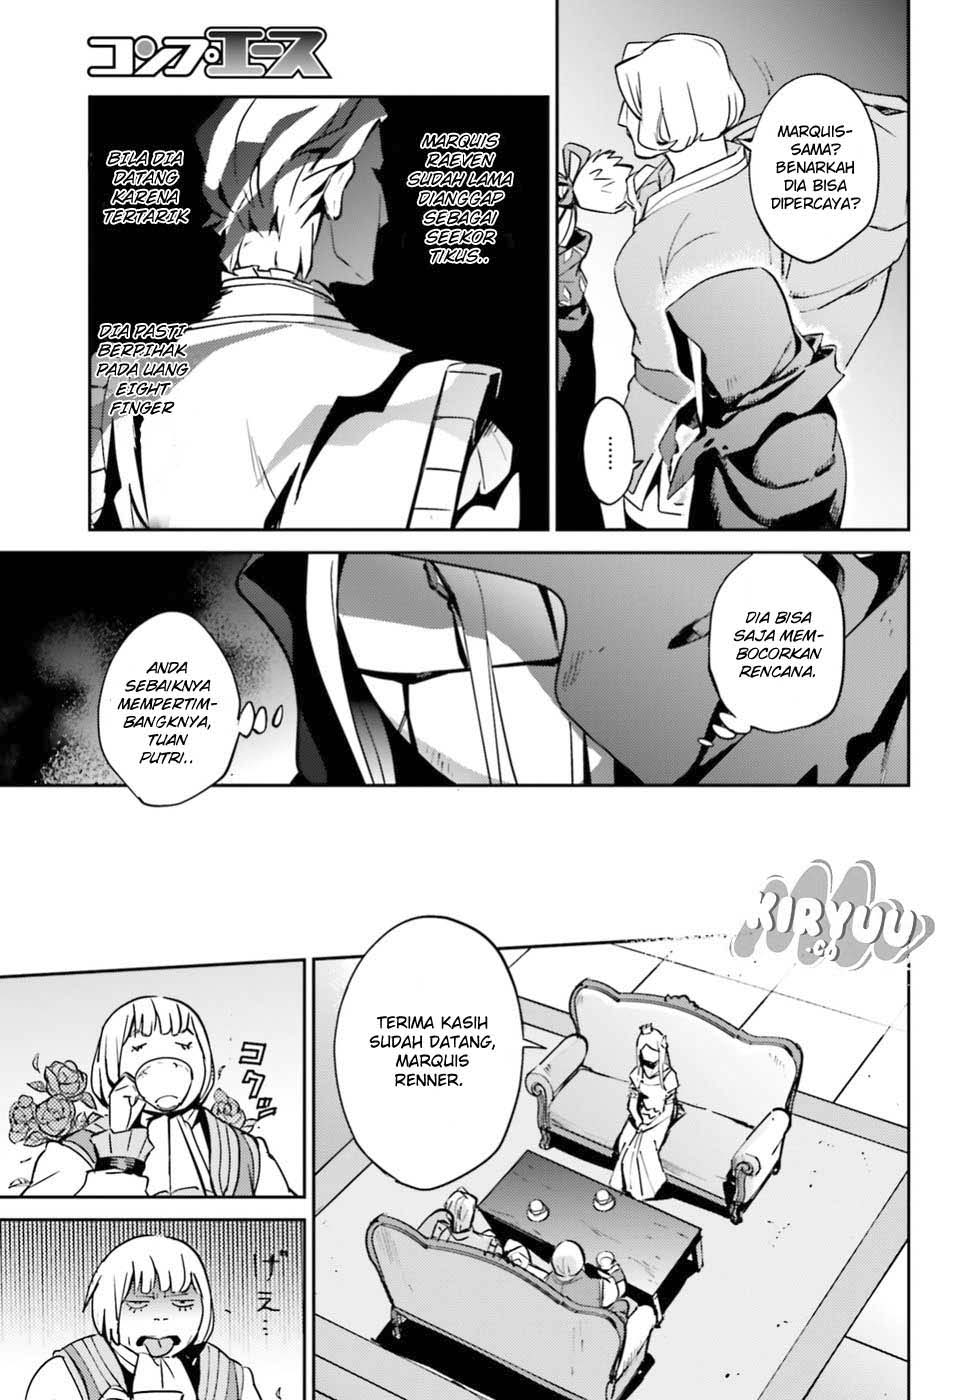 コンプ・エース
MARQUIS-
SAMA?
BENARKAH
DIA BISA
DIPERCAYA?
......
MARQUIS
RAEVEN
SUDAH LAMA
DIANGGAP
SEBAGAI
SEEKOR
TIKUS..
BILA DIA
DATANG
KARENA
TERTARIK
DIA PASTI
BERPIHAK
PADA UANG
EIGHT
FINGER
DIA BISA
SAJA MEM-
BOCORKAN
RENCANA.
ANDA
SEBAIKNYA
MEMPERTIM-
BANGKNYA,
TUAN
PUTRI..
KIRYUU
.CO
TERIMA KASIH
SUDAH DATANG,
MARQUIS
RENNER.
コクッ
げえ